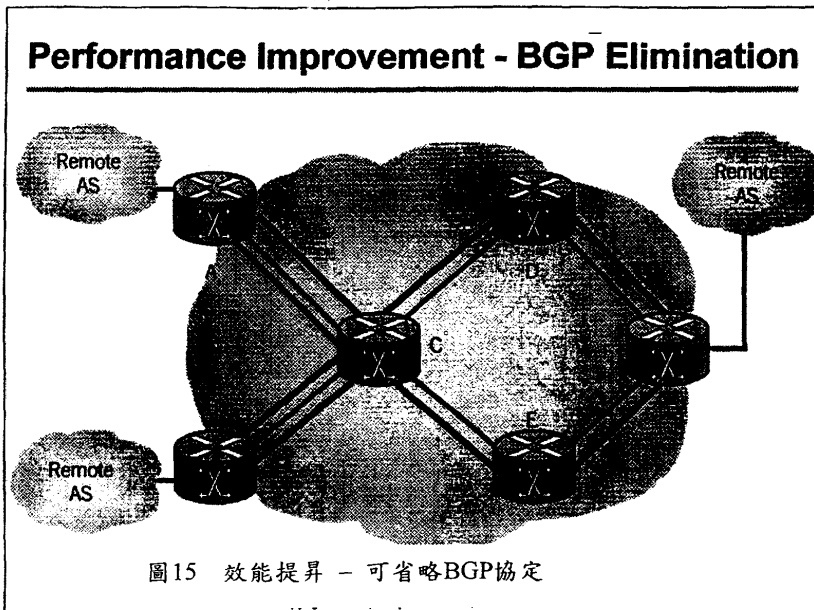 Performance Improvement - BGP Elimination
Remote
AS
Remote
AS
A
D
C
E
Remote
AS
圖15 效能提昇 – 可省略BGP協定